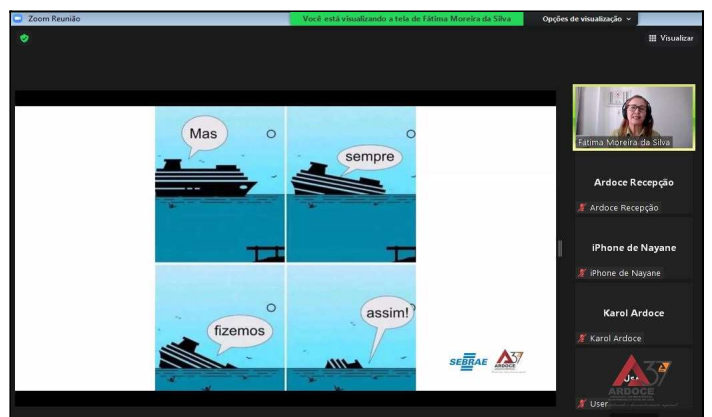 Zoom Reunião
Você está visualizando a tela de Fátima Moreira da Silva
Opções de visualização
Visualizar
Mas
sempre
fizemos
assim!
SEBRAE
A37
ARDOCE
Fátima Moreira da Silva
Ardoce Recepção
Ardoce Recepção
iPhone de Nayane
iPhone de Nayane
Karol Ardoce
Karol Ardoce
User
A37
ARDOCE